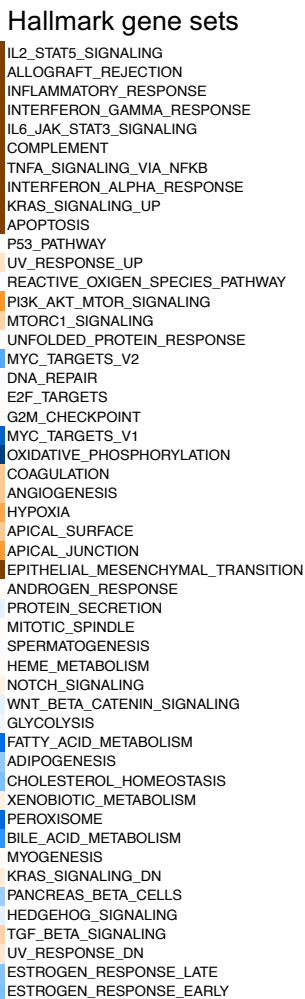 Hallmark gene sets
IL2_STAT5_SIGNALING
ALLOGRAFT_REJECTION
INFLAMMATORY_RESPONSE
INTERFERON_GAMMA_RESPONSE
IL6_JAK_STAT3_SIGNALING
COMPLEMENT
TNFA_SIGNALING_VIA_NFKB
INTERFERON_ALPHA_RESPONSE
KRAS_SIGNALING_UP
APOPTOSIS
P53_PATHWAY
UV_RESPONSE_UP
REACTIVE_OXIGEN_SPECIES_PATHWAY
PI3K_AKT_MTOR_SIGNALING
MTORC1_SIGNALING
UNFOLDED_PROTEIN_RESPONSE
MYC_TARGETS_V2
DNA_REPAIR
E2F_TARGETS
G2M_CHECKPOINT
MYC_TARGETS_V1
OXIDATIVE_PHOSPHORYLATION
COAGULATION
ANGIOGENESIS
HYPOXIA
APICAL_SURFACE
APICAL_JUNCTION
EPITHELIAL_MESENCHYMAL_TRANSITION
ANDROGEN_RESPONSE
PROTEIN_SECRETION
MITOTIC_SPINDLE
SPERMATOGENESIS
HEME_METABOLISM
NOTCH_SIGNALING
WNT_BETA_CATENIN_SIGNALING
GLYCOLYSIS
FATTY_ACID_METABOLISM
ADIPOGENESIS
CHOLESTEROL_HOMEOSTASIS
XENOBIOTIC_METABOLISM
PEROXISOME
BILE_ACID_METABOLISM
MYOGENESIS
KRAS_SIGNALING_DN
PANCREAS_BETA_CELLS
HEDGEHOG_SIGNALING
TGF_BETA_SIGNALING
UV_RESPONSE_DN
ESTROGEN_RESPONSE_LATE
ESTROGEN_RESPONSE_EARLY